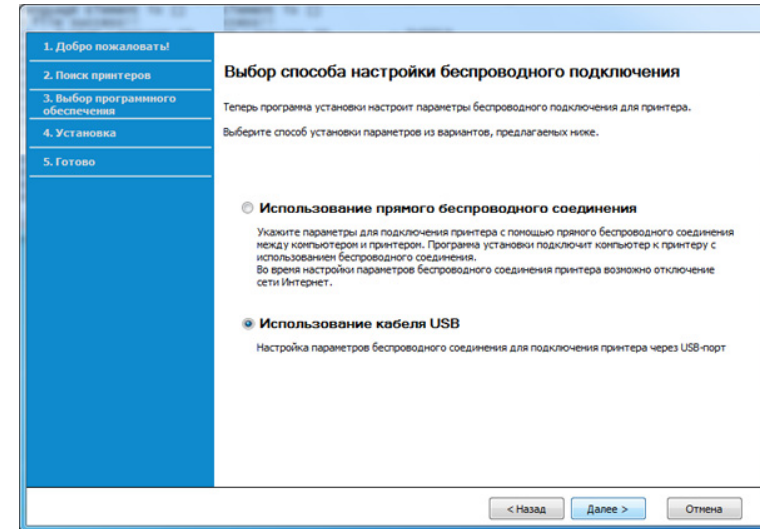 1. Добро пожаловать!
2. Поиск принтеров
3. Выбор программного
обеспечения
4. Установка
5. Готово
Выбор способа настройки беспроводного подключения
Теперь программа установки настроит параметры беспроводного подключения для принтера.
Выберите способ установки параметров из вариантов, предлагаемых ниже.
Использование прямого беспроводного соединения
Укажите параметры для подключения принтера с помощью прямого беспроводного соединения
между компьютером и принтером. Программа установки подключит компьютер к принтеру с
использованием беспроводного соединения.
Во время настройки параметров беспроводного соединения принтера возможно отключение
сети Интернет.
Использование кабеля USB
Настройка параметров беспроводного соединения для подключения принтера через USB-порт
< Назад
Далее >
Отмена